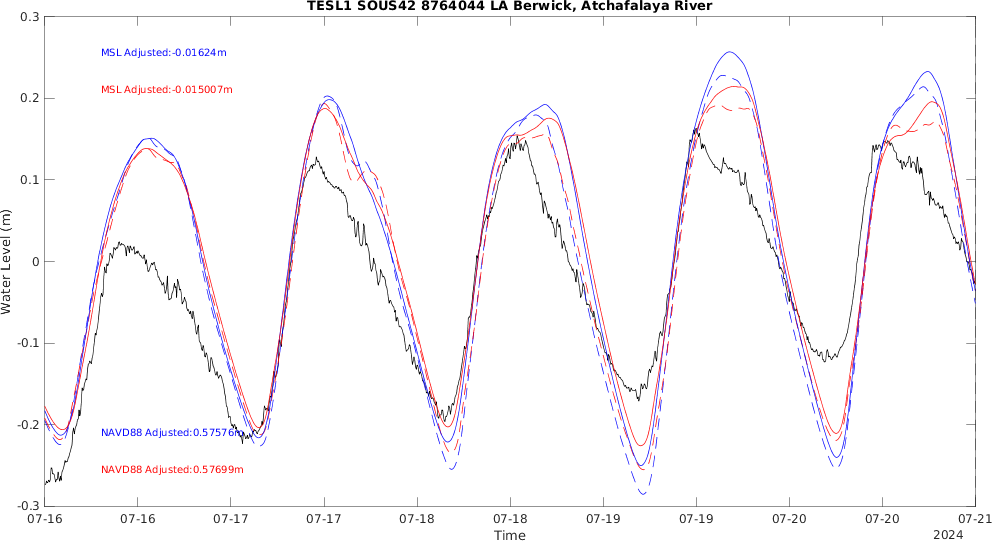 TESL1 SOUS42 8764044 LA Berwick, Atchafalaya River
0.3
MSL Adjusted:-0.01624m
MSL Adjusted:-0.015007m
0.2
0.1
0
-0.1
-0.2
-0.3
Water Level (m)
NAVD88 Adjusted:0.57576m
NAVD88 Adjusted:0.57699m
07-16 07-16 07-17 07-17 07-18 07-18 07-19 07-19 07-20 07-20 07-21
Time
2024